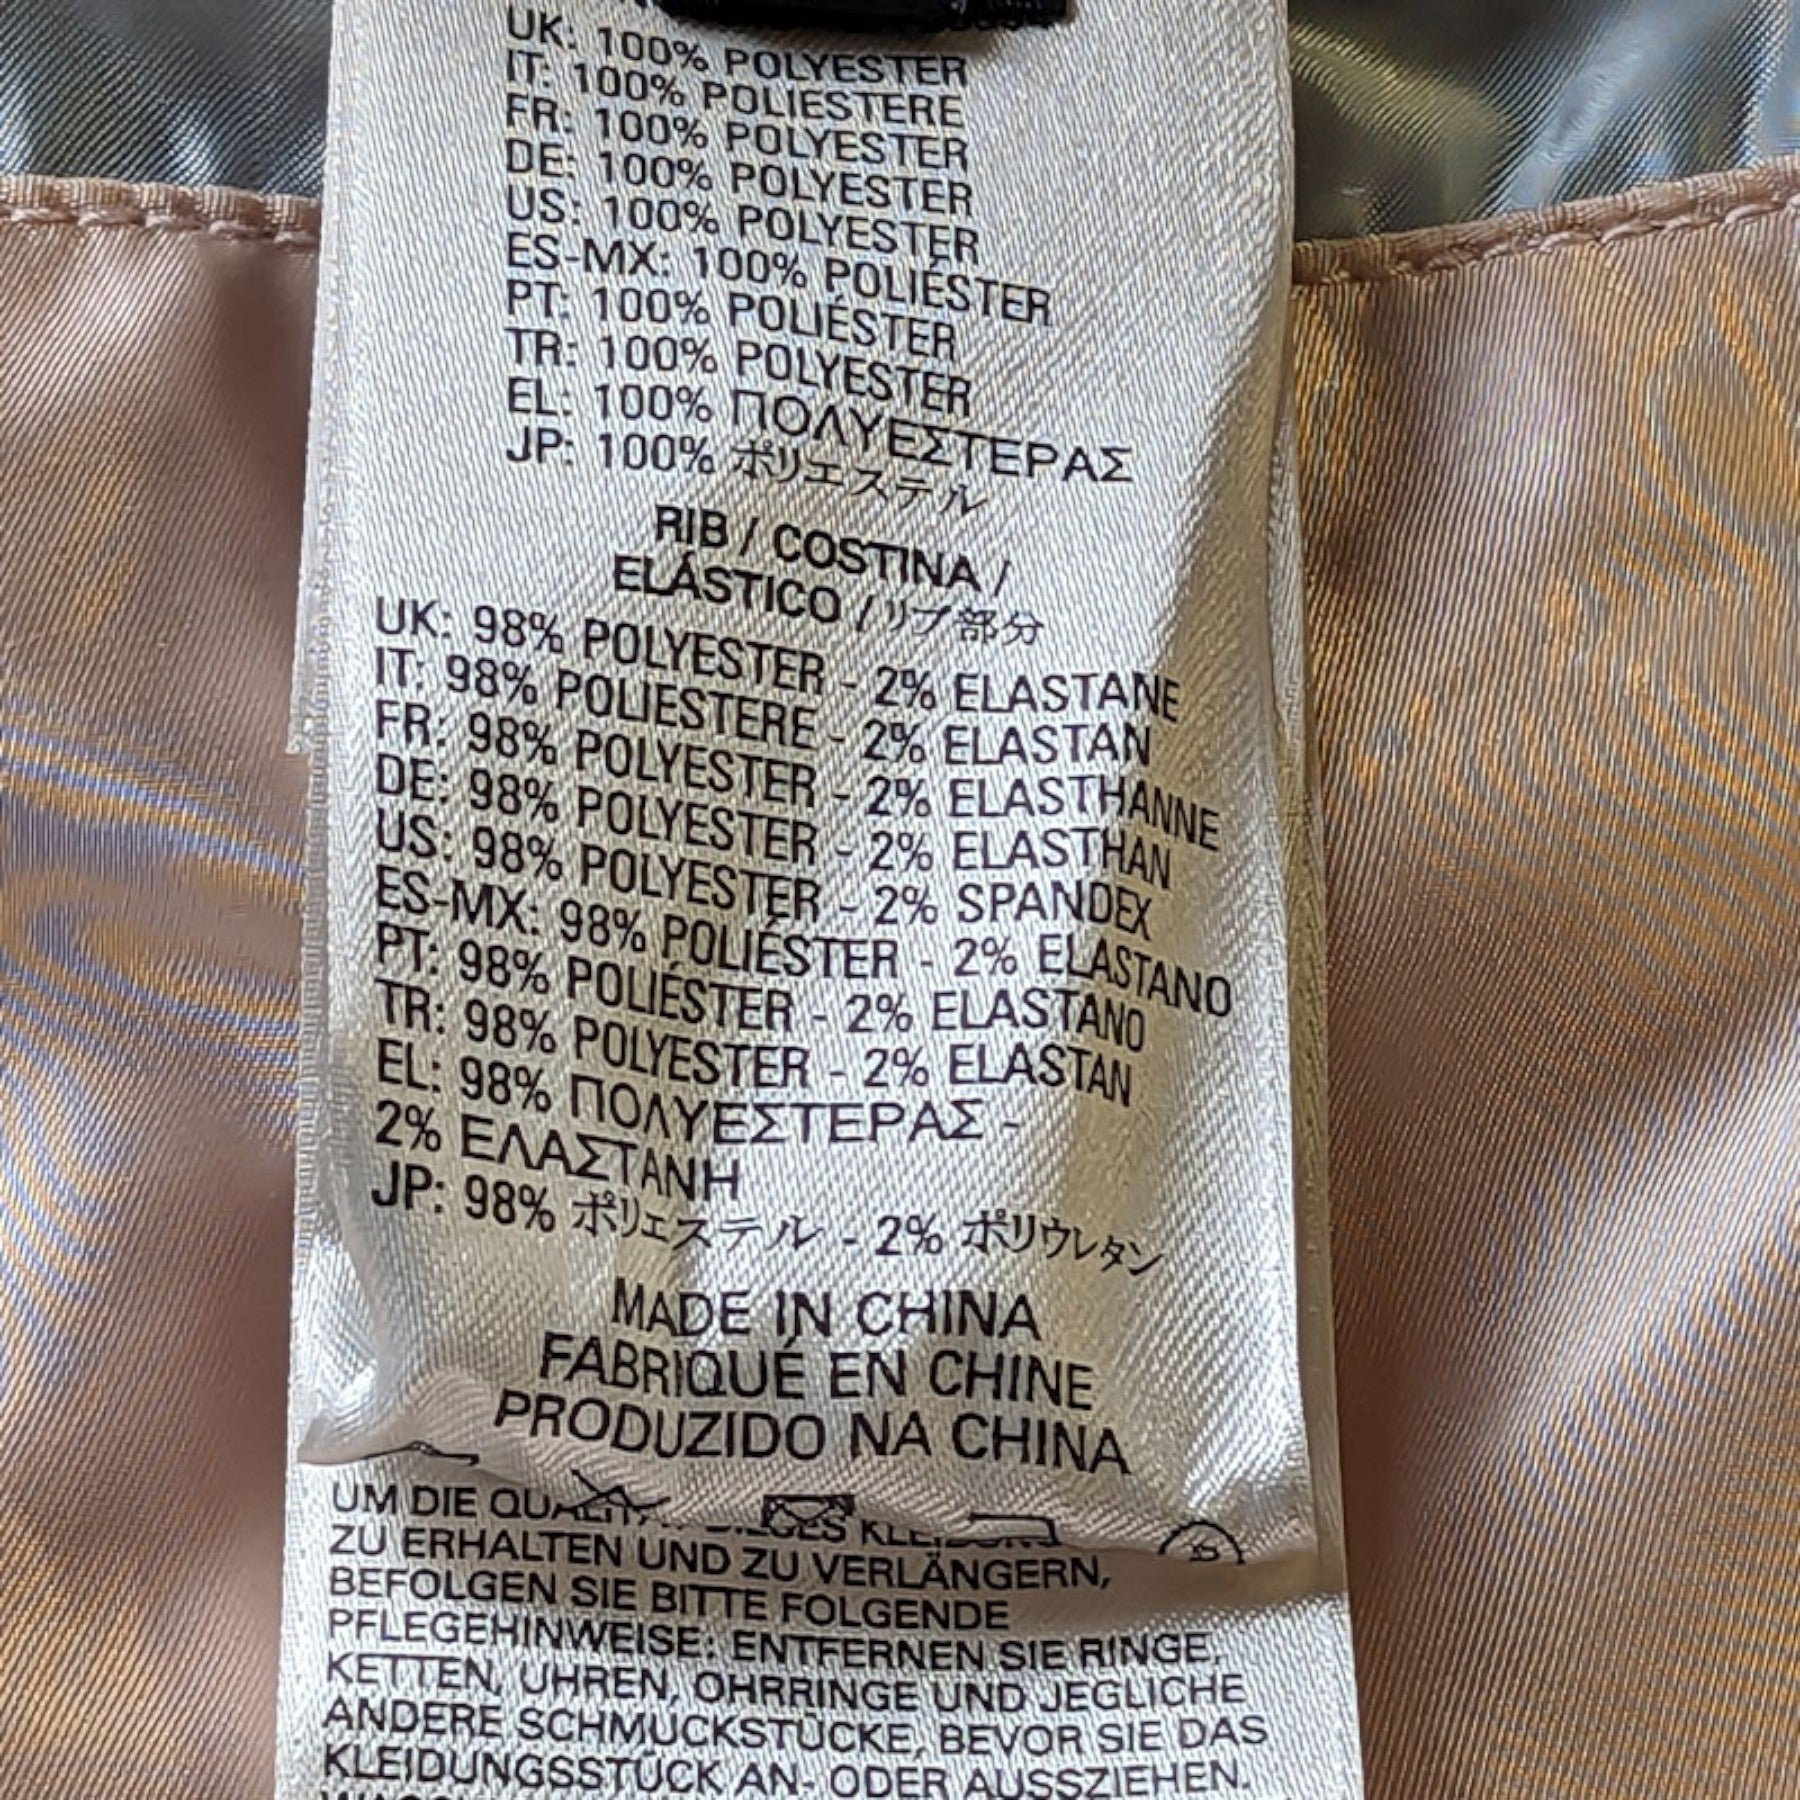 UK: 100% POLYESTER
IT: 100% POLIESTERE
FR: 100% POLYESTER
DE: 100% POLYESTER
US: 100% POLYESTER
ES-MX: 100% POLIÉSTER
PT: 100% POLIÉSTER
TR: 100% POLYESTER
EL: 100% ΠΟΛΥΕΣΤΕΡΑΣ
JP: 100% ポリエステル
RIB / COSTINA /
ELÁSTICO / リブ部分
UK: 98% POLYESTER - 2% ELASTANE
IT: 98% POLIESTERE - 2% ELASTAN
FR: 98% POLYESTER - 2% ELASTHANNE
DE: 98% POLYESTER - 2% ELASTHAN
US: 98% POLYESTER - 2% SPANDEX
ES-MX: 98% POLIÉSTER - 2% ELASTANO
PT: 98% POLIÉSTER - 2% ELASTANO
TR: 98% POLYESTER - 2% ELASTAN
EL: 98% ΠΟΛΥΕΣΤΕΡΑΣ -
2% ΕΛΑΣΤΑΝΗ
JP: 98% ポリエステル - 2% ポリウレタン
MADE IN CHINA
FABRIQUÉ EN CHINE
PRODUZIDO NA CHINA
UM DIE
ZU ERHALTEN UND ZU VERLÄNGERN,
BEFOLGEN SIE BITTE FOLGENDE
PFLEGEHINWEISE: ENTFERNEN SIE RINGE,
KETTEN, UHREN, OHRRINGE UND JEGLICHE
ANDERE SCHMUCKSTÜCKE, BEVOR SIE DAS
KLEIDUNGSSTÜCK AN- ODER AUSSZIEHEN.